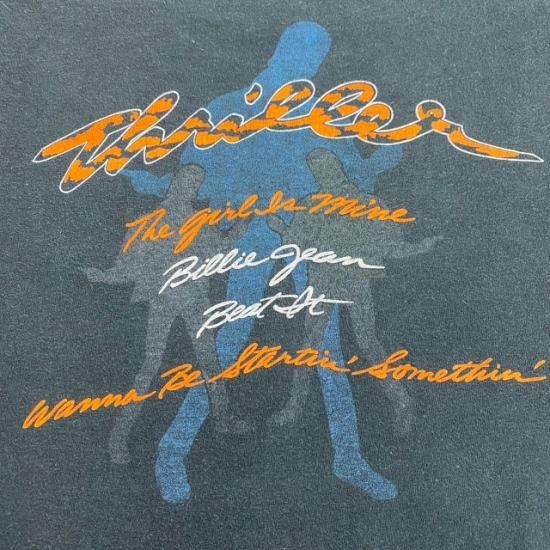 Thriller
The Girl Is Mine
Billie Jean
Beat It
Wanna Be Startin' Somethin'